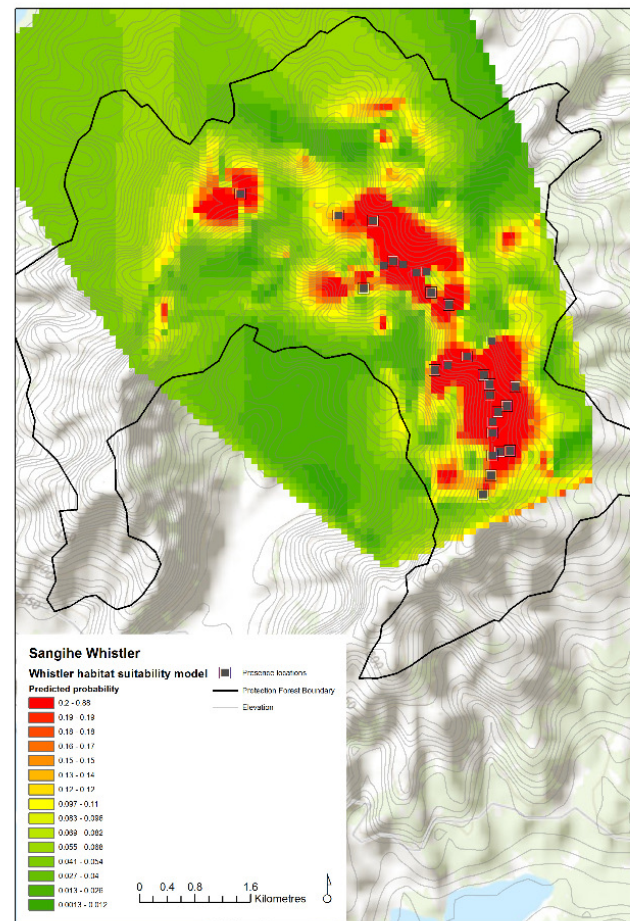 Sangihe Whistler
Whistler habitat suitability model
Predicted probability
0.2 - 0.88
0.19 - 0.19
0.18 - 0.18
0.16 - 0.17
0.15 - 0.15
0.13 - 0.14
0.12 - 0.12
0.097 - 0.11
0.083 - 0.096
0.069 - 0.082
0.055 - 0.068
0.041 - 0.054
0.027 - 0.04
0.013 - 0.026
0.0013 - 0.012
Presence locations
Protection Forest Boundary
Elevation
0 0.4 0.8 1.6
Kilometres